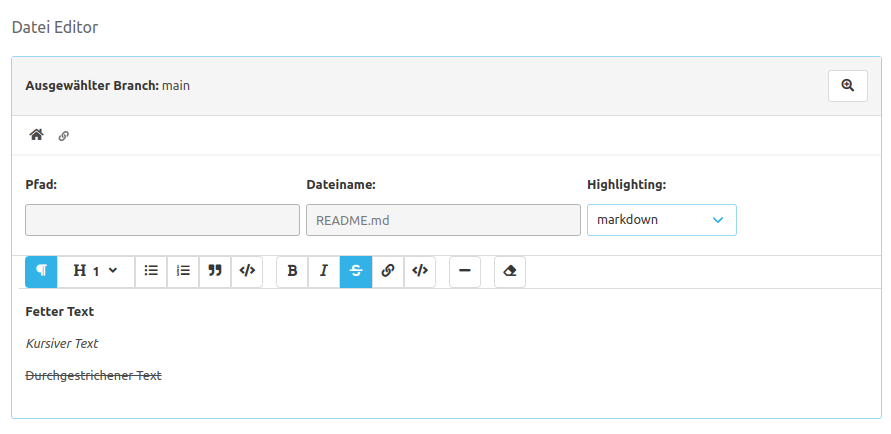 Datei Editor
Ausgewählter Branch: main
Pfad: Dateiname: Highlighting:
README.md markdown
H 1 B I S
Fetter Text
Kursiver Text
Durchgestrichener Text